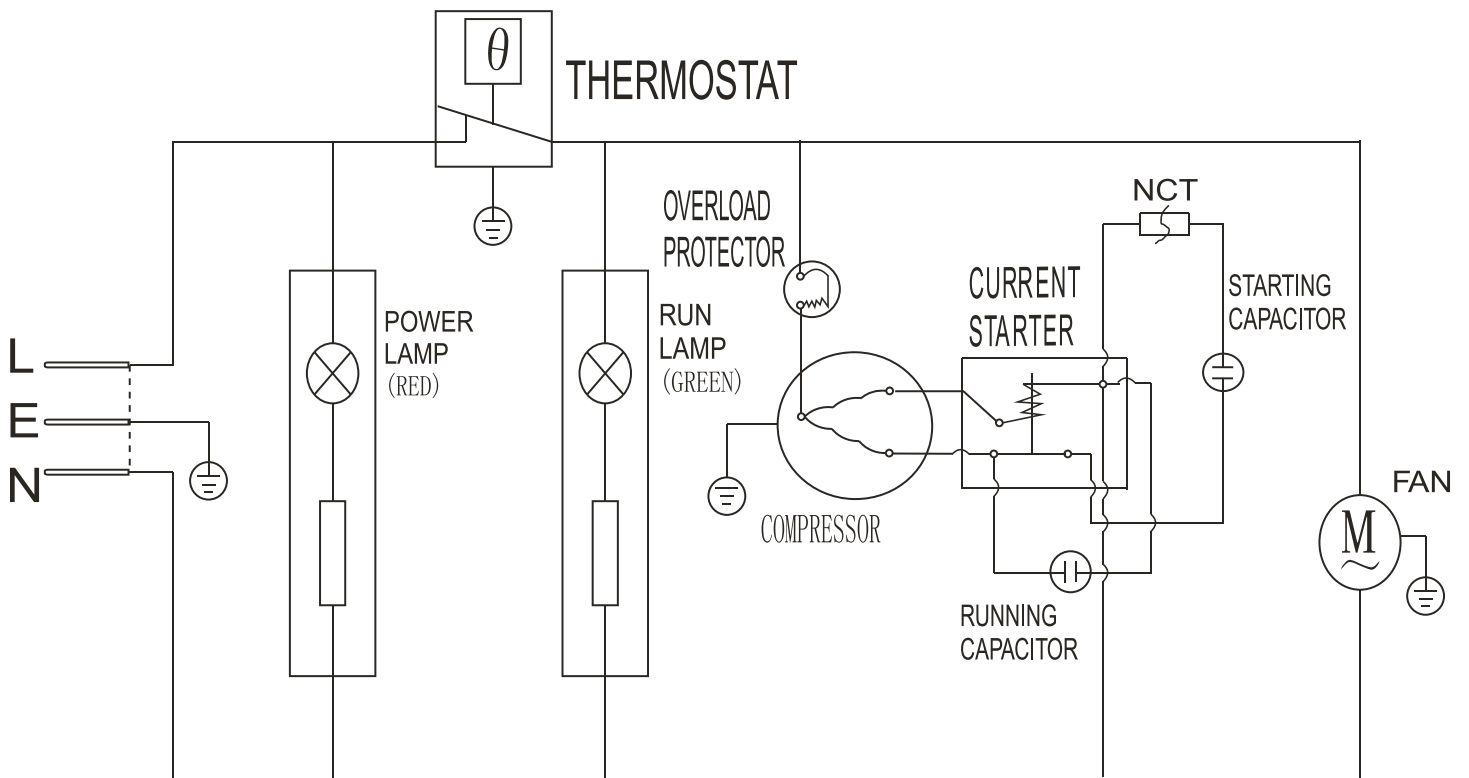 θ
THERMOSTAT
NCT
OVERLOAD
PROTECTOR
CURRENT
STARTER
STARTING
CAPACITOR
POWER
LAMP
(RED)
RUN
LAMP
(GREEN)
L
E
N
COMPRESSOR
FAN
M
~
RUNNING
CAPACITOR